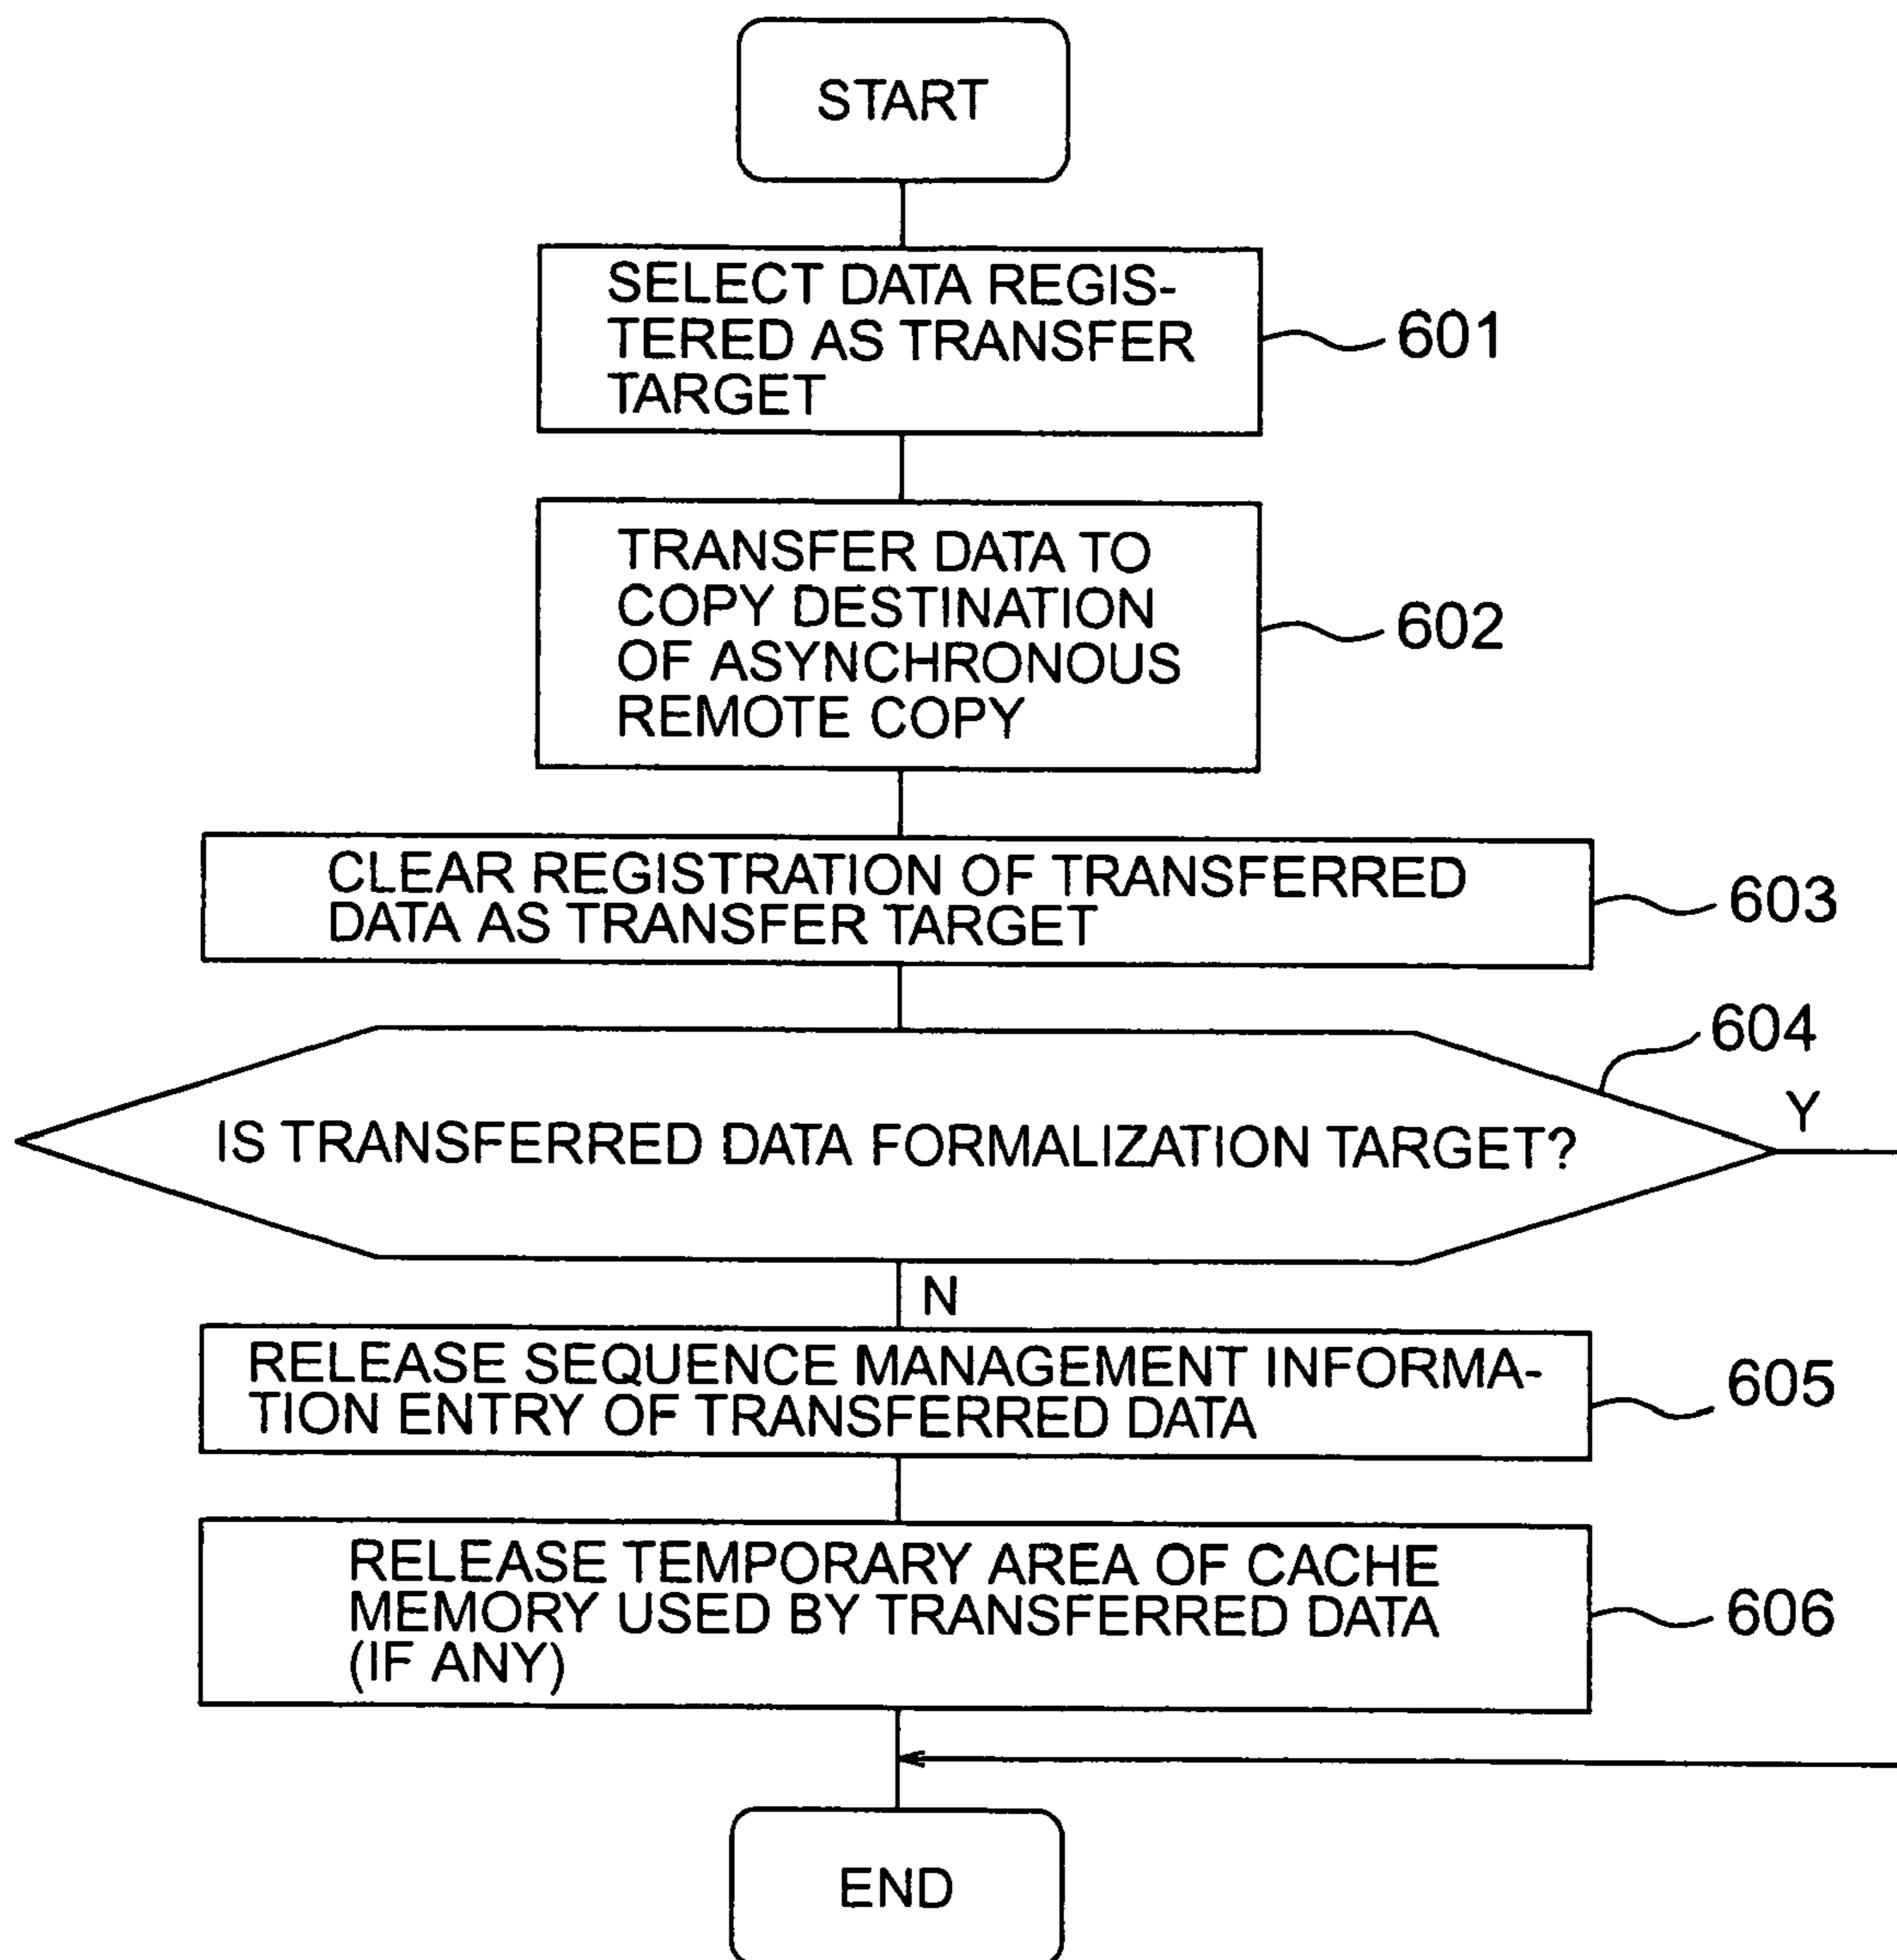 START
SELECT DATA REGIS-
TERED AS TRANSFER
TARGET
601
TRANSFER DATA TO
COPY DESTINATION
OF ASYNCHRONOUS
REMOTE COPY
602
CLEAR REGISTRATION OF TRANSFERRED
DATA AS TRANSFER TARGET
603
604
Y
IS TRANSFERRED DATA FORMALIZATION TARGET?
N
RELEASE SEQUENCE MANAGEMENT INFORMA-
TION ENTRY OF TRANSFERRED DATA
605
RELEASE TEMPORARY AREA OF CACHE
MEMORY USED BY TRANSFERRED DATA
(IF ANY)
606
END